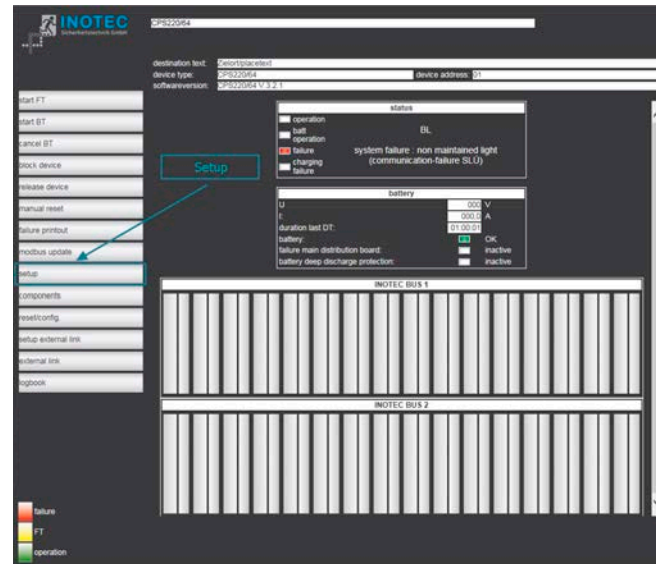 INOTEC
Sicherheitstechnik GmbH
CPS220/64
destination text: Zielort/placetext
device type: CPS220/64 device address: 01
softwareversion: CPS220/64 V 3.2.1
start FT
start BT
cancel BT
block device
release device
manual reset
failure printout
modbus update
setup
components
reset/config.
setup external link
external link
logbook
Setup
status
operation
batt operation
BL
failure
system failure : non maintained light
(communication-failure SLÜ)
charging failure
battery
U 000 V
I: 000,0 A
duration last DT: 01:00:01
battery: OK
failure main distribution board: inactive
battery deep discharge protection: inactive
INOTEC BUS 1
INOTEC BUS 2
failure
FT
operation